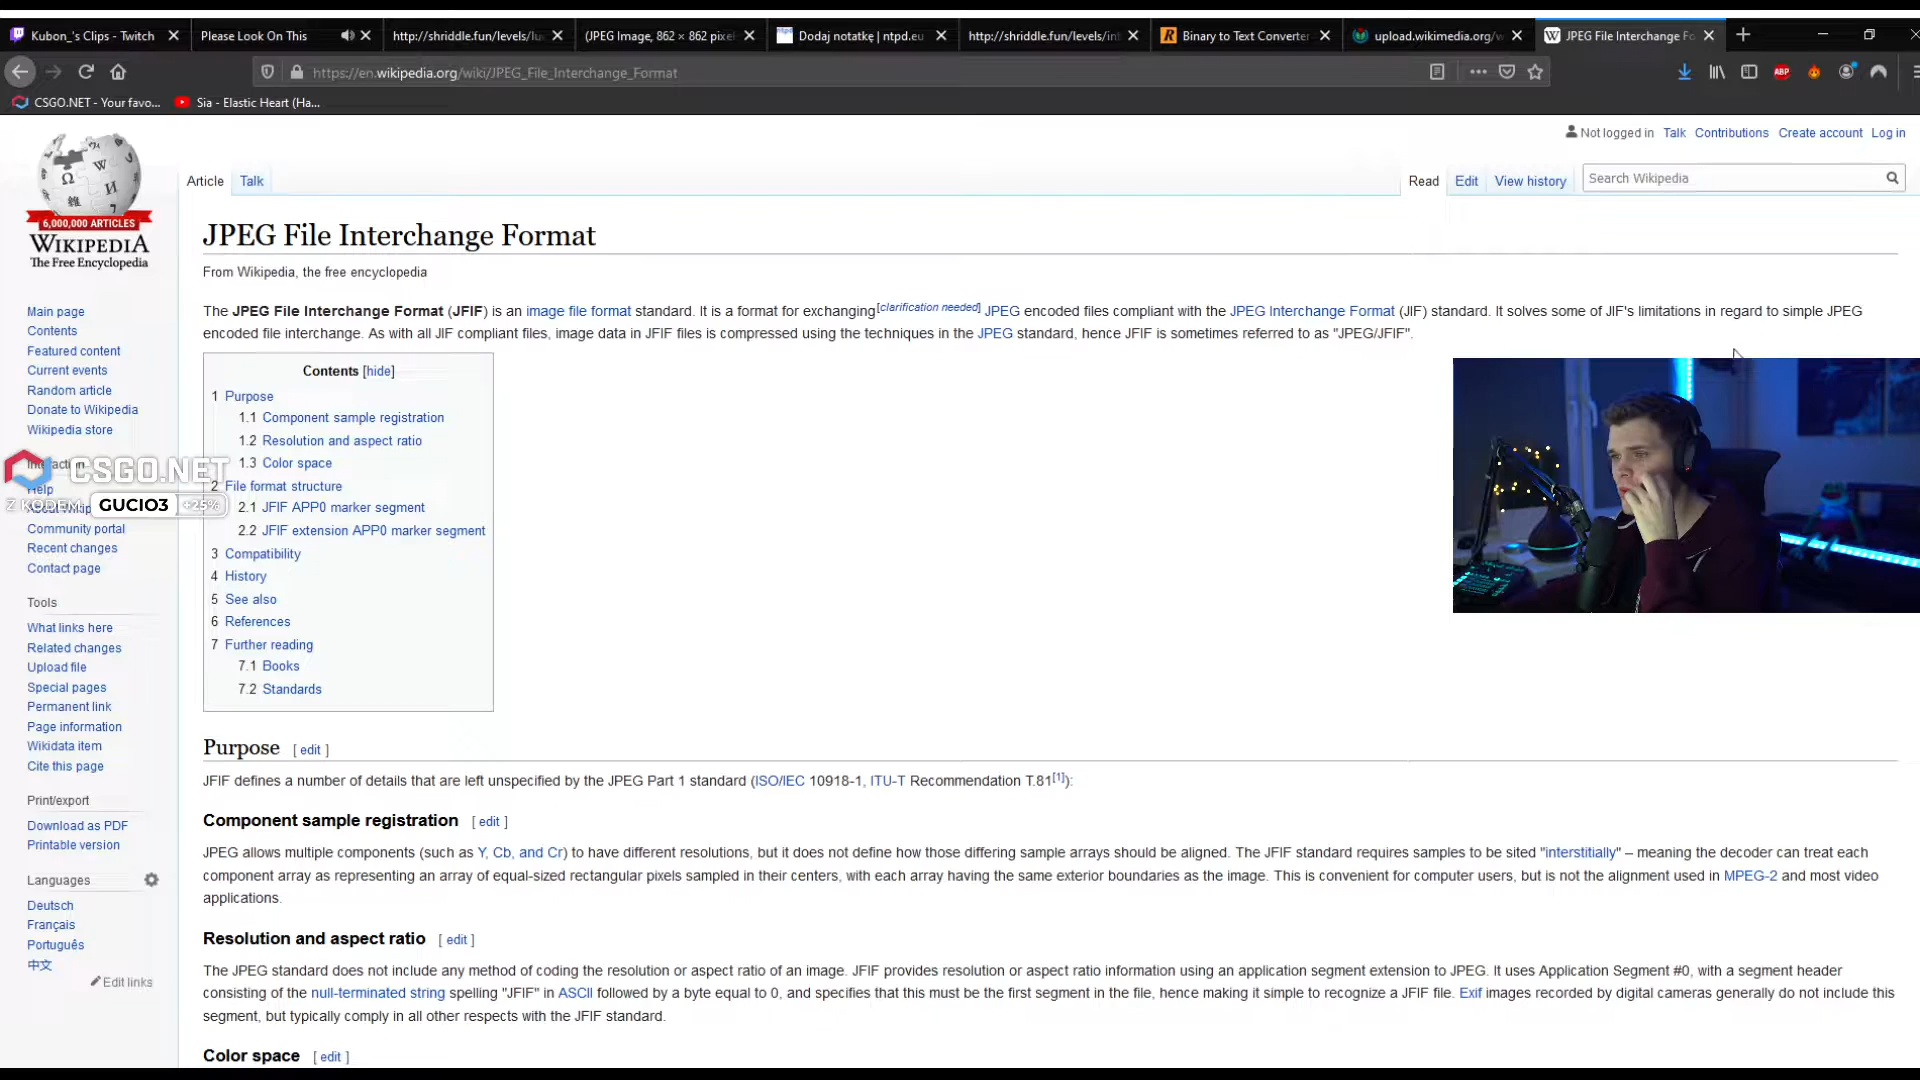 Kubon_'s Clips - Twitch
Please Look On This
http://shriddle.fun/levels/lu
(JPEG Image, 862 × 862 pixe
Dodaj notatkę | ntpd.eu
http://shriddle.fun/levels/in
Binary to Text Converter
upload.wikimedia.org/w
JPEG File Interchange Fo
https://en.wikipedia.org/wiki/JPEG_File_Interchange_Format
ABP
CSGO.NET - Your favo...
Sia - Elastic Heart (Ha...
Not logged in Talk Contributions Create account Log in
Article Talk
Read Edit View history
Search Wikipedia
6,000,000 ARTICLES
WIKIPEDIA
The Free Encyclopedia
Main page
Contents
Featured content
Current events
Random article
Donate to Wikipedia
Wikipedia store
Help
Community portal
Recent changes
Contact page
Tools
What links here
Related changes
Upload file
Special pages
Permanent link
Page information
Wikidata item
Cite this page
Print/export
Download as PDF
Printable version
Languages
Deutsch
Français
Português
中文
Edit links
CSGO.NET
Z KODEM GUCIO3 +25%
JPEG File Interchange Format
From Wikipedia, the free encyclopedia
The JPEG File Interchange Format (JFIF) is an image file format standard. It is a format for exchanging[clarification needed] JPEG encoded files compliant with the JPEG Interchange Format (JIF) standard. It solves some of JIF's limitations in regard to simple JPEG
encoded file interchange. As with all JIF compliant files, image data in JFIF files is compressed using the techniques in the JPEG standard, hence JFIF is sometimes referred to as "JPEG/JFIF".
Contents [hide]
1 Purpose
1.1 Component sample registration
1.2 Resolution and aspect ratio
1.3 Color space
2 File format structure
2.1 JFIF APP0 marker segment
2.2 JFIF extension APP0 marker segment
3 Compatibility
4 History
5 See also
6 References
7 Further reading
7.1 Books
7.2 Standards
Purpose [ edit ]
JFIF defines a number of details that are left unspecified by the JPEG Part 1 standard (ISO/IEC 10918-1, ITU-T Recommendation T.81[1]):
Component sample registration [ edit ]
JPEG allows multiple components (such as Y, Cb, and Cr) to have different resolutions, but it does not define how those differing sample arrays should be aligned. The JFIF standard requires samples to be sited "interstitially" – meaning the decoder can treat each
component array as representing an array of equal-sized rectangular pixels sampled in their centers, with each array having the same exterior boundaries as the image. This is convenient for computer users, but is not the alignment used in MPEG-2 and most video
applications.
Resolution and aspect ratio [ edit ]
The JPEG standard does not include any method of coding the resolution or aspect ratio of an image. JFIF provides resolution or aspect ratio information using an application segment extension to JPEG. It uses Application Segment #0, with a segment header
consisting of the null-terminated string spelling "JFIF" in ASCII followed by a byte equal to 0, and specifies that this must be the first segment in the file, hence making it simple to recognize a JFIF file. Exif images recorded by digital cameras generally do not include this
segment, but typically comply in all other respects with the JFIF standard.
Color space [ edit ]